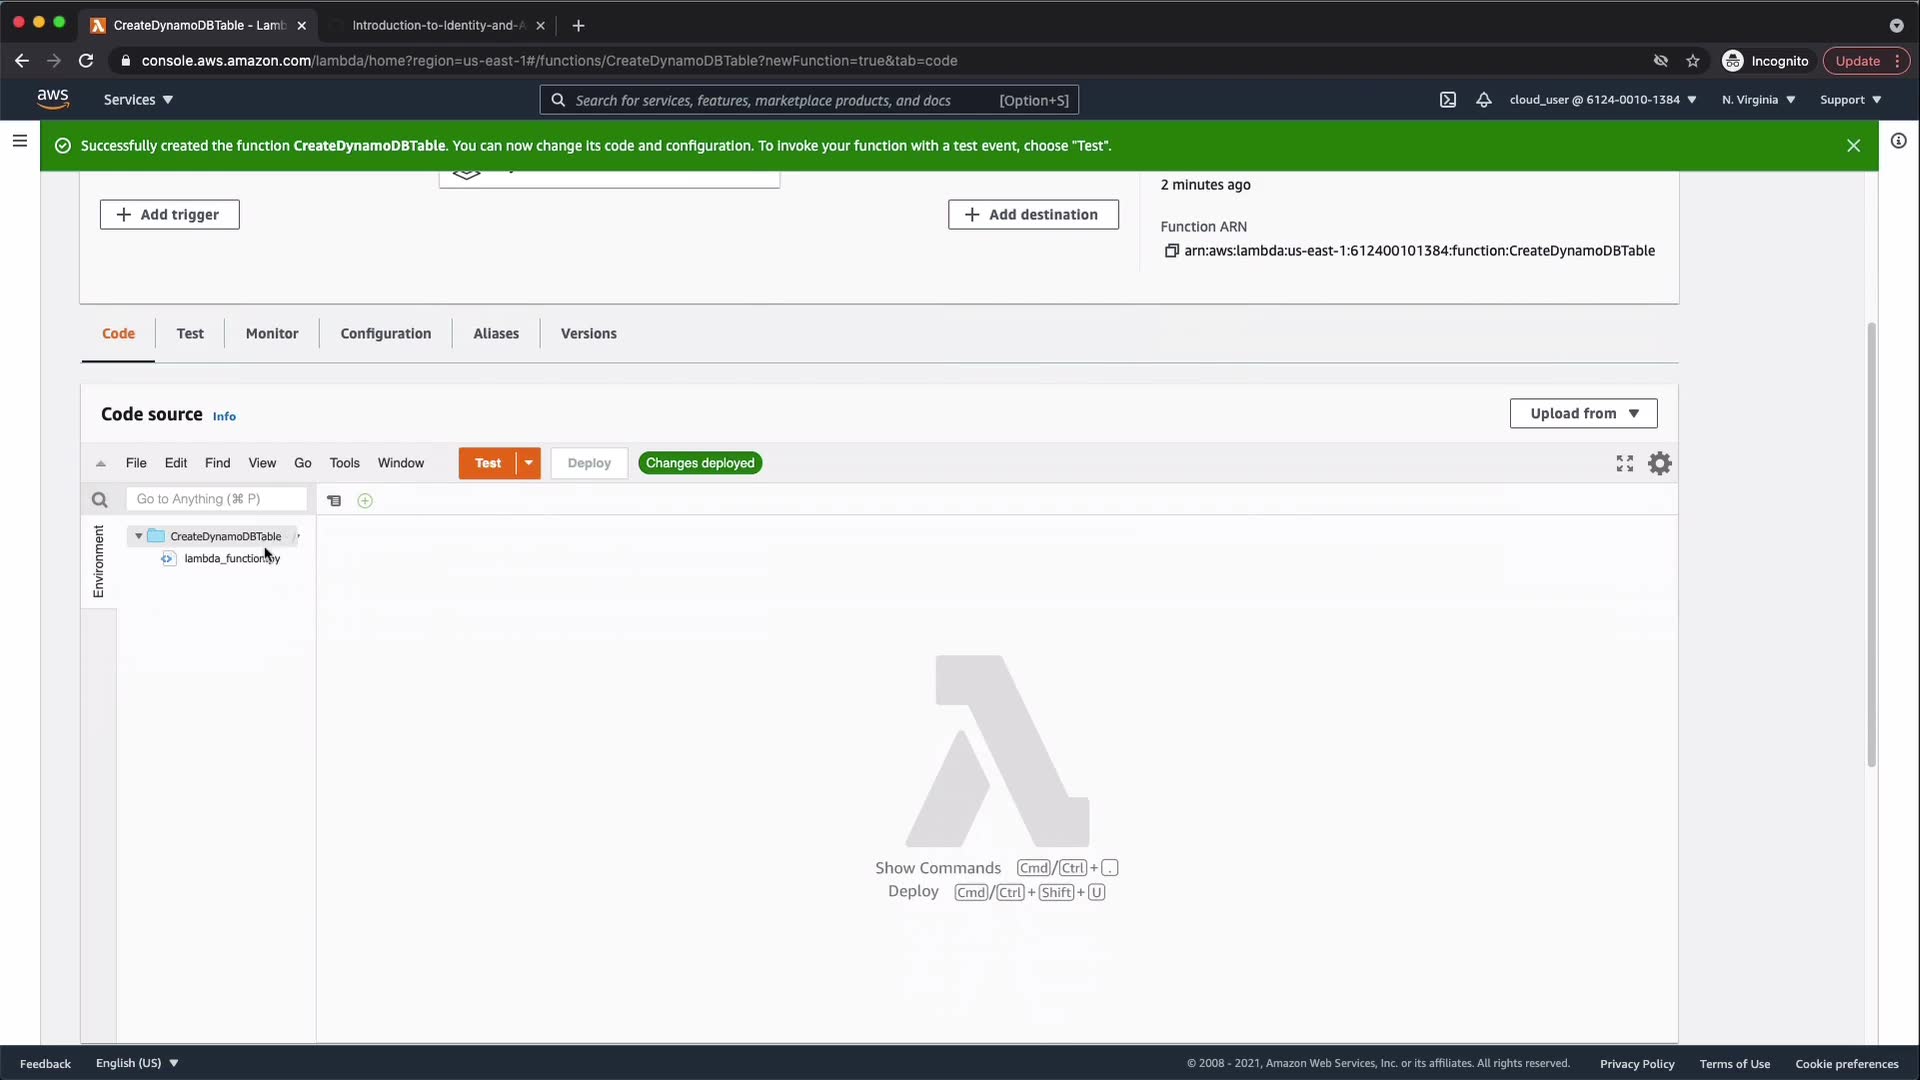 CreateDynamoDBTable - Lamb
Introduction-to-Identity-and-A
console.aws.amazon.com/lambda/home?region=us-east-1#/functions/CreateDynamoDBTable?newFunction=true&tab=code
Incognito
Update
aws
Services
Search for services, features, marketplace products, and docs
[Option+S]
cloud_user @ 6124-0010-1384
N. Virginia
Support
Successfully created the function CreateDynamoDBTable. You can now change its code and configuration. To invoke your function with a test event, choose "Test".
2 minutes ago
Add trigger
Add destination
Function ARN
arn:aws:lambda:us-east-1:612400101384:function:CreateDynamoDBTable
Code
Test
Monitor
Configuration
Aliases
Versions
Code source
Info
Upload from
File
Edit
Find
View
Go
Tools
Window
Test
Deploy
Changes deployed
Go to Anything (⌘ P)
Environment
CreateDynamoDBTable
lambda_function.py
Show Commands Cmd/Ctrl+.
Deploy Cmd/Ctrl+Shift+U
Feedback
English (US)
© 2008 - 2021, Amazon Web Services, Inc. or its affiliates. All rights reserved.
Privacy Policy
Terms of Use
Cookie preferences